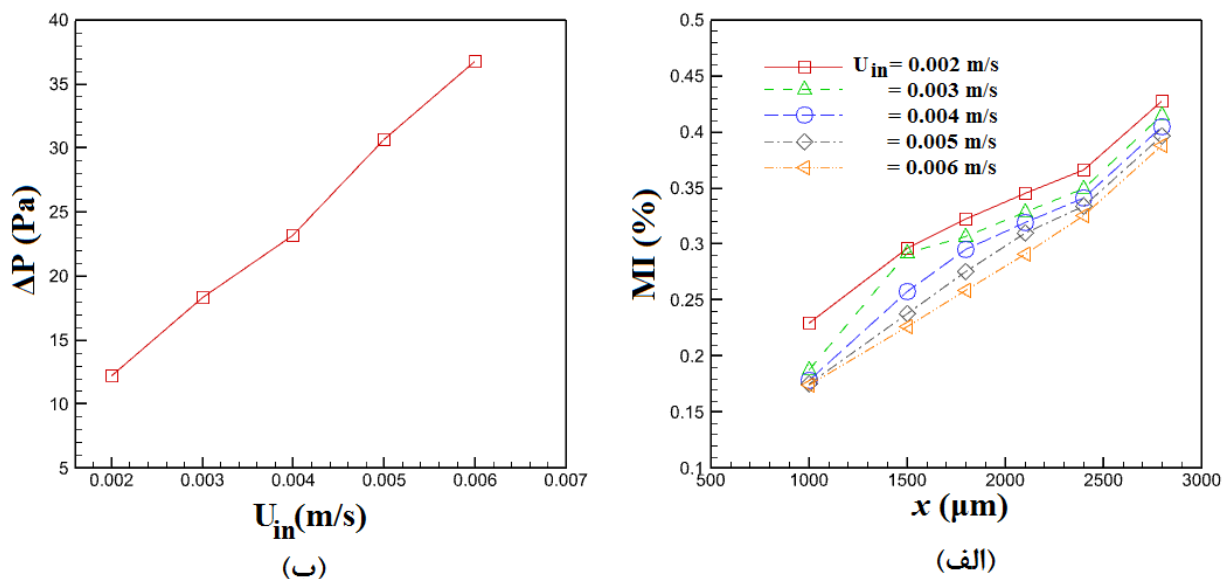 40
35
30
25
20
15
10
5
ΔP (Pa)
0.002 0.003 0.004 0.005 0.006 0.007
U_in(m/s)
(ب)
0.5
0.45
0.4
0.35
0.3
0.25
0.2
0.15
0.1
MI (%)
U_in = 0.002 m/s
= 0.003 m/s
= 0.004 m/s
= 0.005 m/s
= 0.006 m/s
500 1000 1500 2000 2500 3000
x (μm)
(الف)